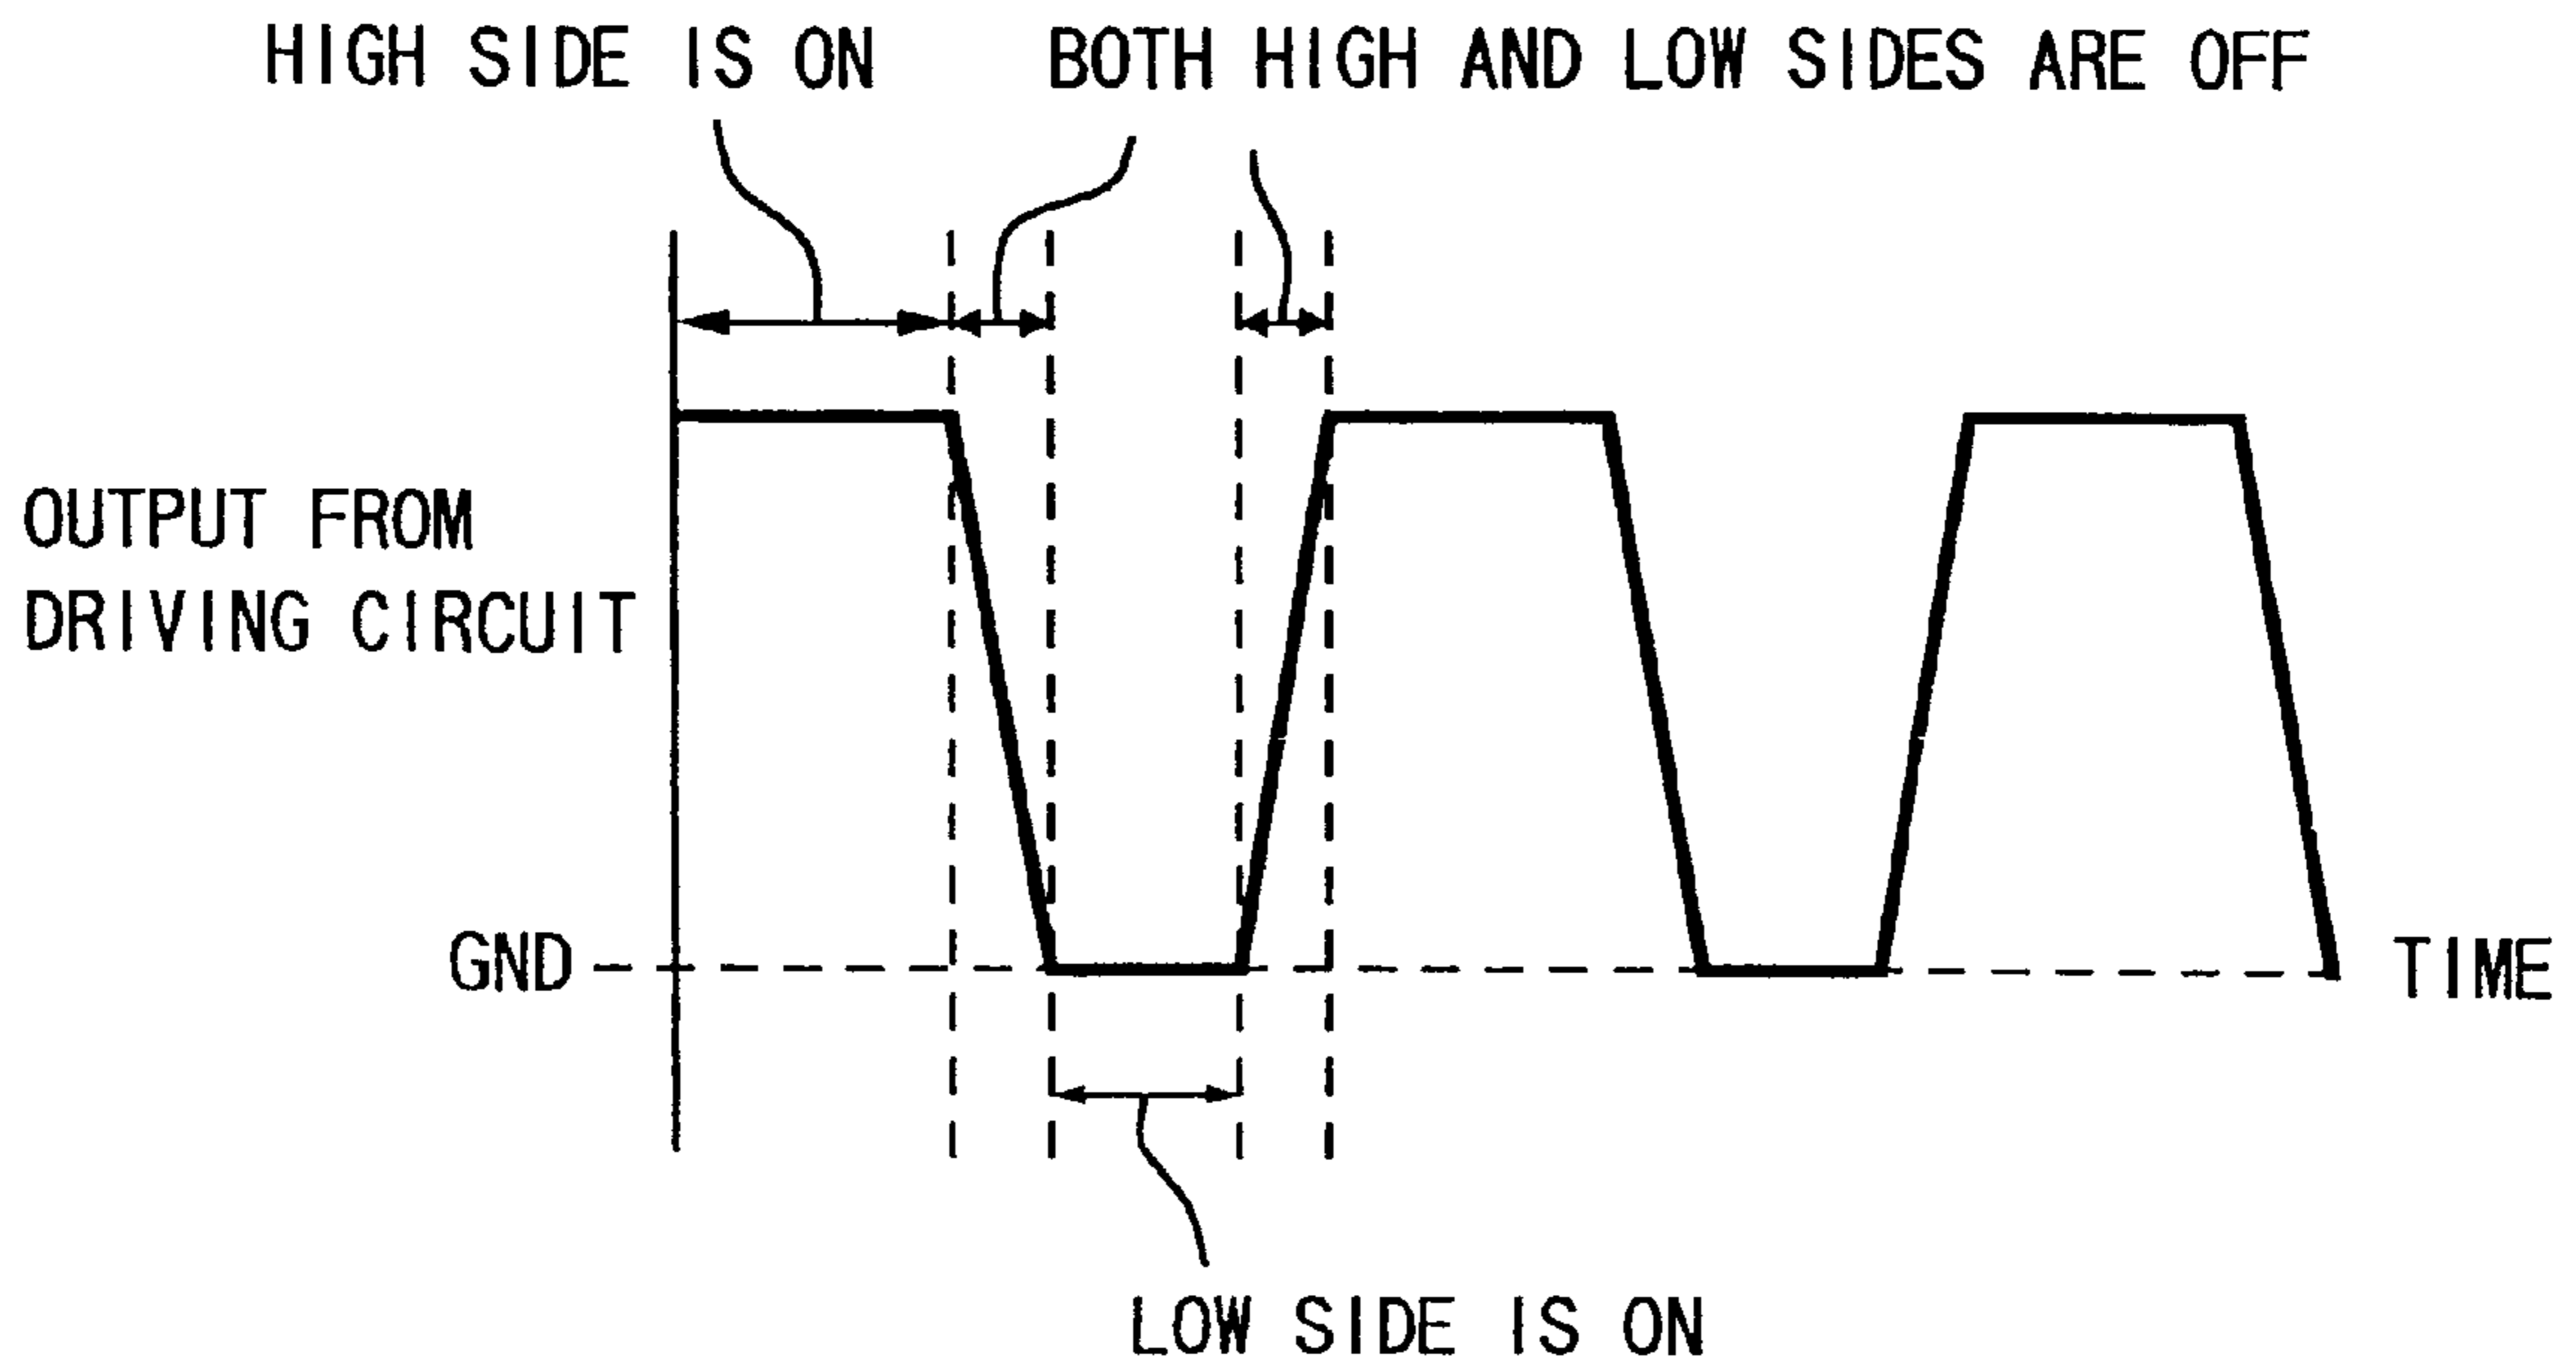 HIGH SIDE IS ON
BOTH HIGH AND LOW SIDES ARE OFF
OUTPUT FROM
DRIVING CIRCUIT
GND
TIME
LOW SIDE IS ON